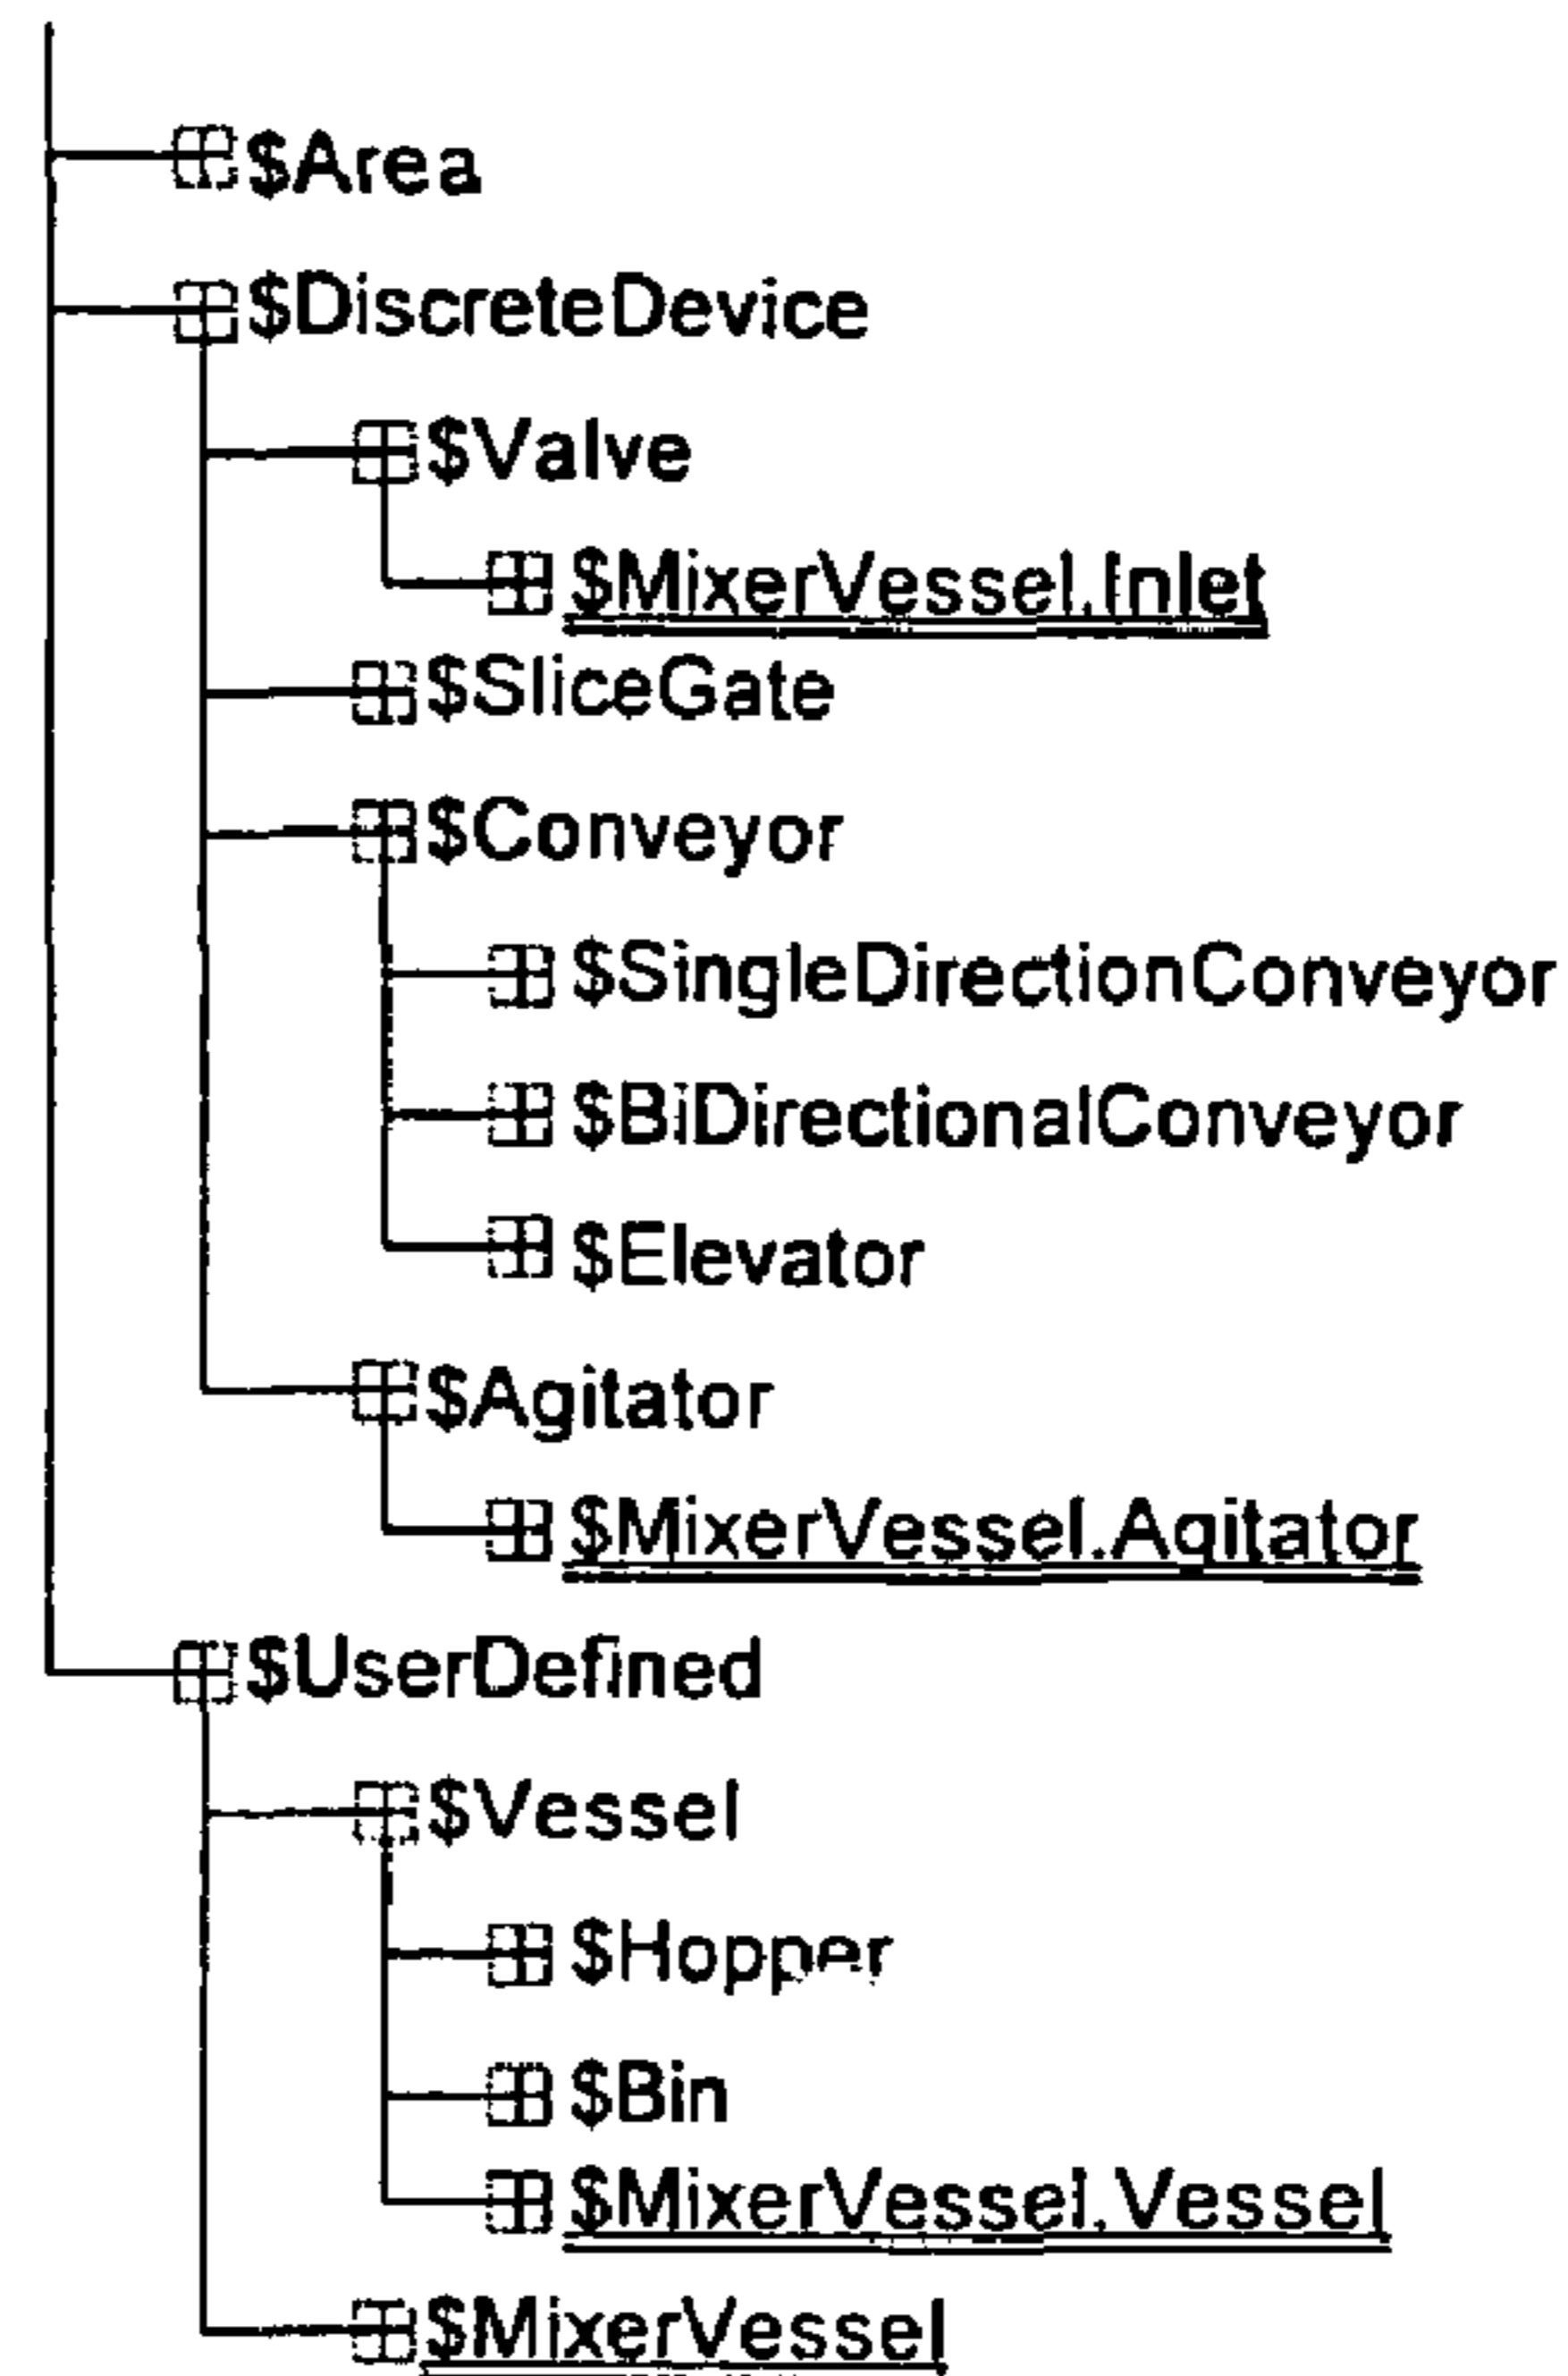 $Area
$DiscreteDevice
$Valve
$MixerVessel.Inlet
$SliceGate
$Conveyor
$SingleDirectionConveyor
$BiDirectionalConveyor
$Elevator
$Agitator
$MixerVessel.Agitator
$UserDefined
$Vessel
$Hopper
$Bin
$MixerVessel.Vessel
$MixerVessel